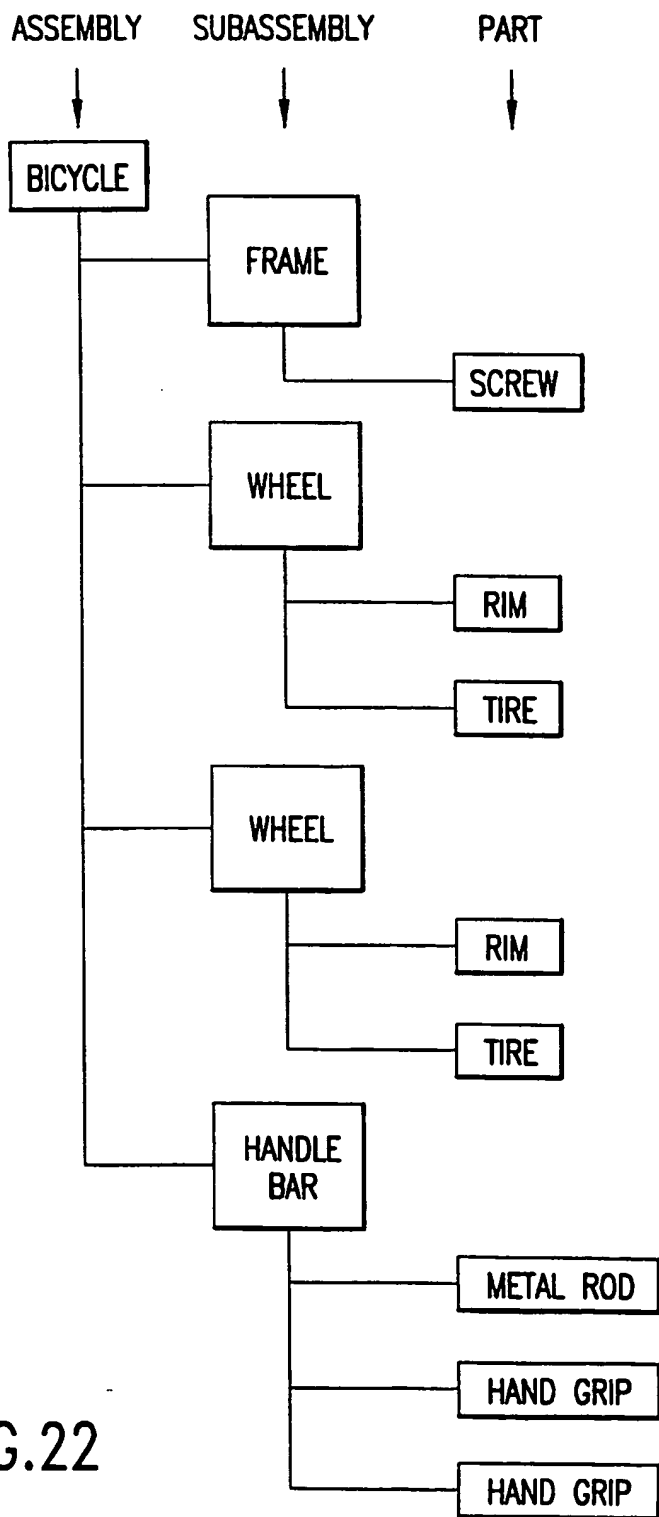 ASSEMBLY SUBASSEMBLY PART
BICYCLE
FRAME
SCREW
WHEEL
RIM
TIRE
WHEEL
RIM
TIRE
HANDLE
BAR
METAL ROD
HAND GRIP
HAND GRIP
G.22